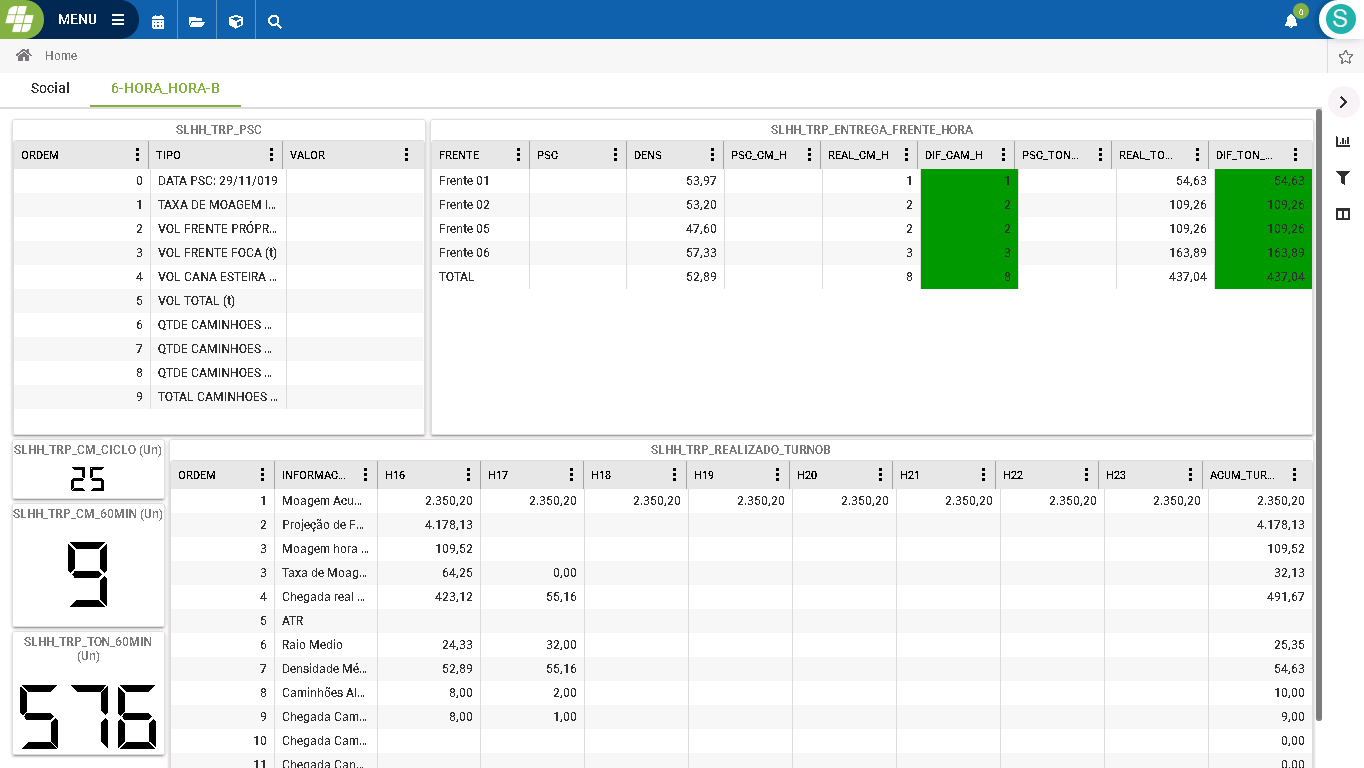 MENU
0
S
Home
Social 6-HORA_HORA-B
SLHH_TRP_PSC
ORDEM TIPO VALOR
0 DATA PSC: 29/11/019
1 TAXA DE MOAGEM I...
2 VOL FRENTE PRÓPR...
3 VOL FRENTE FOCA (t)
4 VOL CANA ESTEIRA ...
5 VOL TOTAL (t)
6 QTDE CAMINHOES ...
7 QTDE CAMINHOES ...
8 QTDE CAMINHOES ...
9 TOTAL CAMINHOES ...
SLHH_TRP_ENTREGA_FRENTE_HORA
FRENTE PSC DENS PSC_CM_H REAL_CM_H DIF_CAM_H PSC_TON... REAL_TO... DIF_TON_...
Frente 01 53,97 1 1 54,63 54,63
Frente 02 53,20 2 2 109,26 109,26
Frente 05 47,60 2 2 109,26 109,26
Frente 06 57,33 3 3 163,89 163,89
TOTAL 52,89 8 8 437,04 437,04
SLHH_TRP_CM_CICLO (Un)
25
SLHH_TRP_CM_60MIN (Un)
9
SLHH_TRP_TON_60MIN
(Un)
576
SLHH_TRP_REALIZADO_TURNOB
ORDEM INFORMAC... H16 H17 H18 H19 H20 H21 H22 H23 ACUM_TUR...
1 Moagem Acu... 2.350,20 2.350,20 2.350,20 2.350,20 2.350,20 2.350,20 2.350,20 2.350,20 2.350,20
2 Projeção de F... 4.178,13 4.178,13
3 Moagem hora ... 109,52 109,52
3 Taxa de Moag... 64,25 0,00 32,13
4 Chegada real ... 423,12 55,16 491,67
5 ATR
6 Raio Medio 24,33 32,00 25,35
7 Densidade Mé... 52,89 55,16 54,63
8 Caminhões Al... 8,00 2,00 10,00
9 Chegada Cam... 8,00 1,00 9,00
10 Chegada Cam... 0,00
11 Chegada Can... 0,00